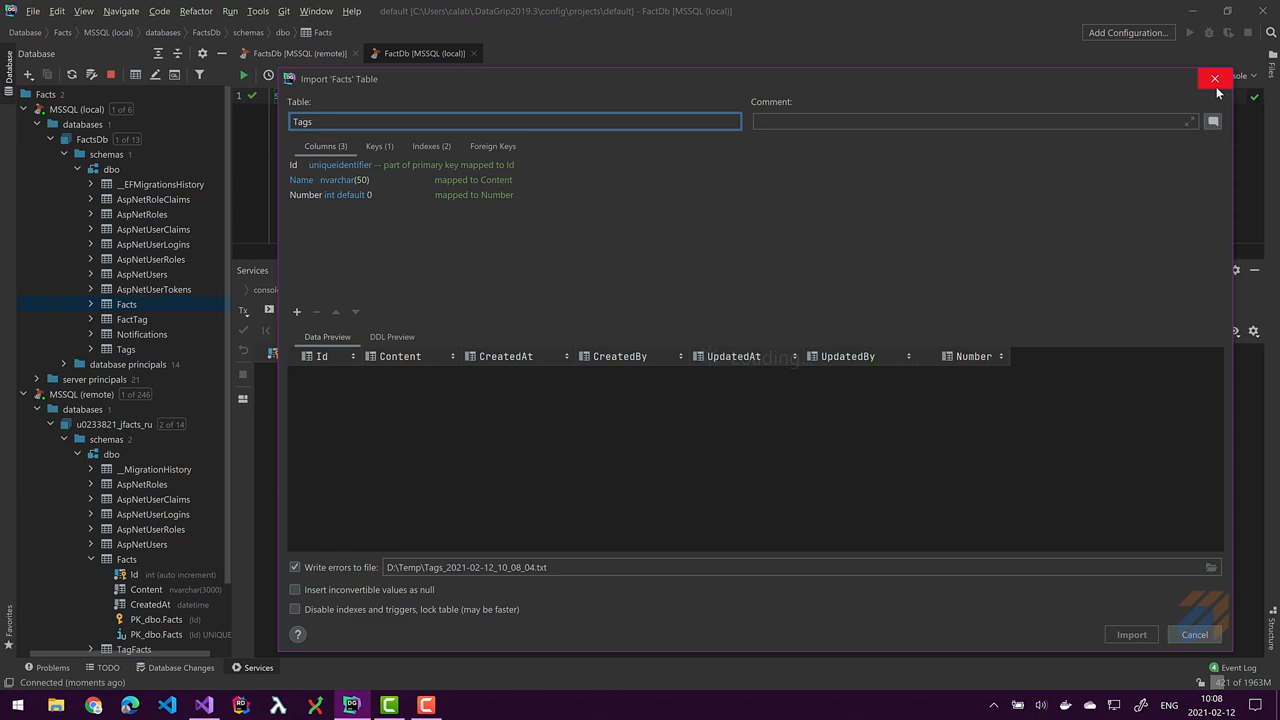 File Edit View Navigate Code Refactor Run Tools Git Window Help default [C:\Users\calab\.DataGrip2019.3\config\projects\default] - FactDb [MSSQL (local)]
Database Facts MSSQL (local) databases FactsDb schemas dbo Facts
Add Configuration...
Database
FactsDb [MSSQL (remote)]
FactDb [MSSQL (local)]
Database
Files
Facts 2
MSSQL (local) 1 of 6
databases
FactsDb 1 of 13
schemas
dbo
__EFMigrationsHistory
AspNetRoleClaims
AspNetRoles
AspNetUserClaims
AspNetUserLogins
AspNetUserRoles
AspNetUsers
AspNetUserTokens
Facts
FactTag
Notifications
Tags
database principals 14
server principals 21
MSSQL (remote) 1 of 246
databases
u0233821_jfacts_ru 2 of 14
schemas 2
dbo
__MigrationHistory
AspNetRoles
AspNetUserClaims
AspNetUserLogins
AspNetUserRoles
AspNetUsers
Facts
Id int (auto increment)
Content nvarchar(3000)
CreatedAt datetime
PK_dbo.Facts (Id)
PK_dbo.Facts (Id) UNIQUE
TagFacts
1
Services
Tx
Import 'Facts' Table
Table:
Comment:
Tags
Columns (3) Keys (1) Indexes (2) Foreign Keys
Id uniqueidentifier -- part of primary key mapped to Id
Name nvarchar(50) mapped to Content
Number int default 0 mapped to Number
Data Preview DDL Preview
Id Content CreatedAt CreatedBy UpdatedAt UpdatedBy Number
Loading...
Write errors to file: D:\Temp\Tags_2021-02-12_10_08_04.txt
Insert inconvertible values as null
Disable indexes and triggers, lock table (may be faster)
?
Import
Cancel
Favorites
Structure
Problems TODO Database Changes Services
Event Log
Connected (moments ago)
421 of 1963M
ENG
10:08
2021-02-12